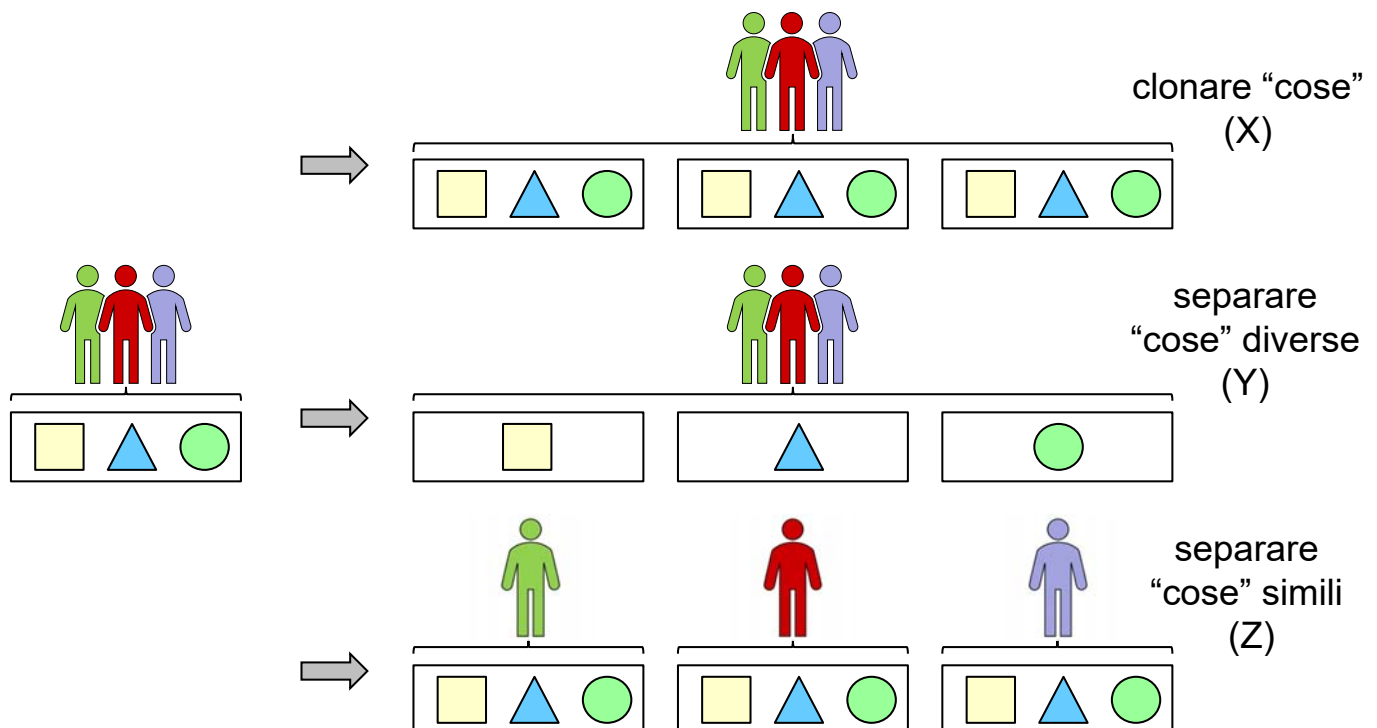 clonare “cose”
(X)
separare
“cose” diverse
(Y)
separare
“cose” simili
(Z)